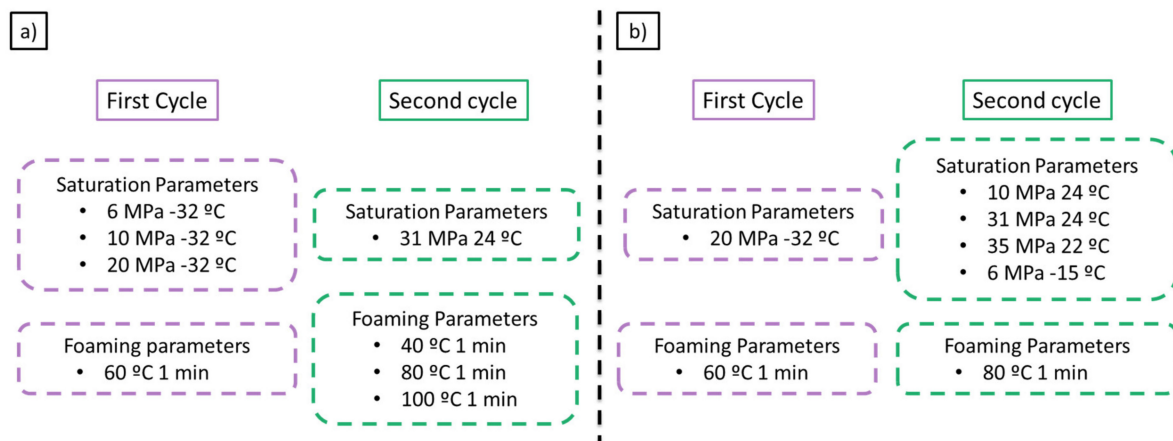 a)
First Cycle
Saturation Parameters
• 6 MPa -32 ºC
• 10 MPa -32 ºC
• 20 MPa -32 ºC
Foaming parameters
• 60 ºC 1 min
Second cycle
Saturation Parameters
• 31 MPa 24 ºC
Foaming Parameters
• 40 ºC 1 min
• 80 ºC 1 min
• 100 ºC 1 min
b)
First Cycle
Saturation Parameters
• 20 MPa -32 ºC
Foaming Parameters
• 60 ºC 1 min
Second cycle
Saturation Parameters
• 10 MPa 24 ºC
• 31 MPa 24 ºC
• 35 MPa 22 ºC
• 6 MPa -15 ºC
Foaming Parameters
• 80 ºC 1 min